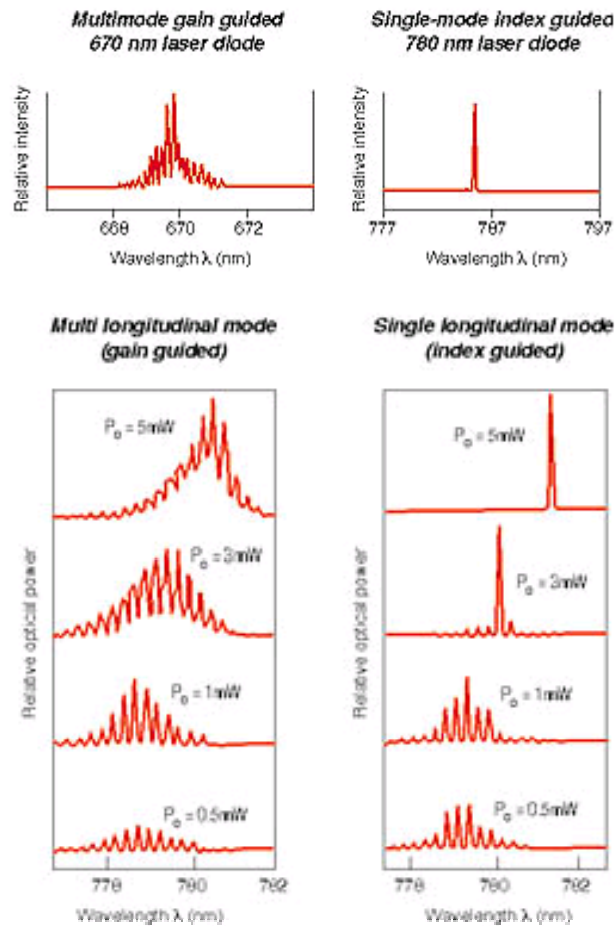 Multimode gain guided
670 nm laser diode
Relative intensity
668 670 672
Wavelength λ (nm)
Single-mode index guided
780 nm laser diode
Relative intensity
777 787 797
Wavelength λ (nm)
Multi longitudinal mode
(gain guided)
Relative optical power
P₀ = 5mW
P₀ = 3mW
P₀ = 1mW
P₀ = 0.5mW
778 780 782
Wavelength λ (nm)
Single longitudinal mode
(index guided)
Relative optical power
P₀ = 5mW
P₀ = 3mW
P₀ = 1mW
P₀ = 0.5mW
778 780 782
Wavelength λ (nm)